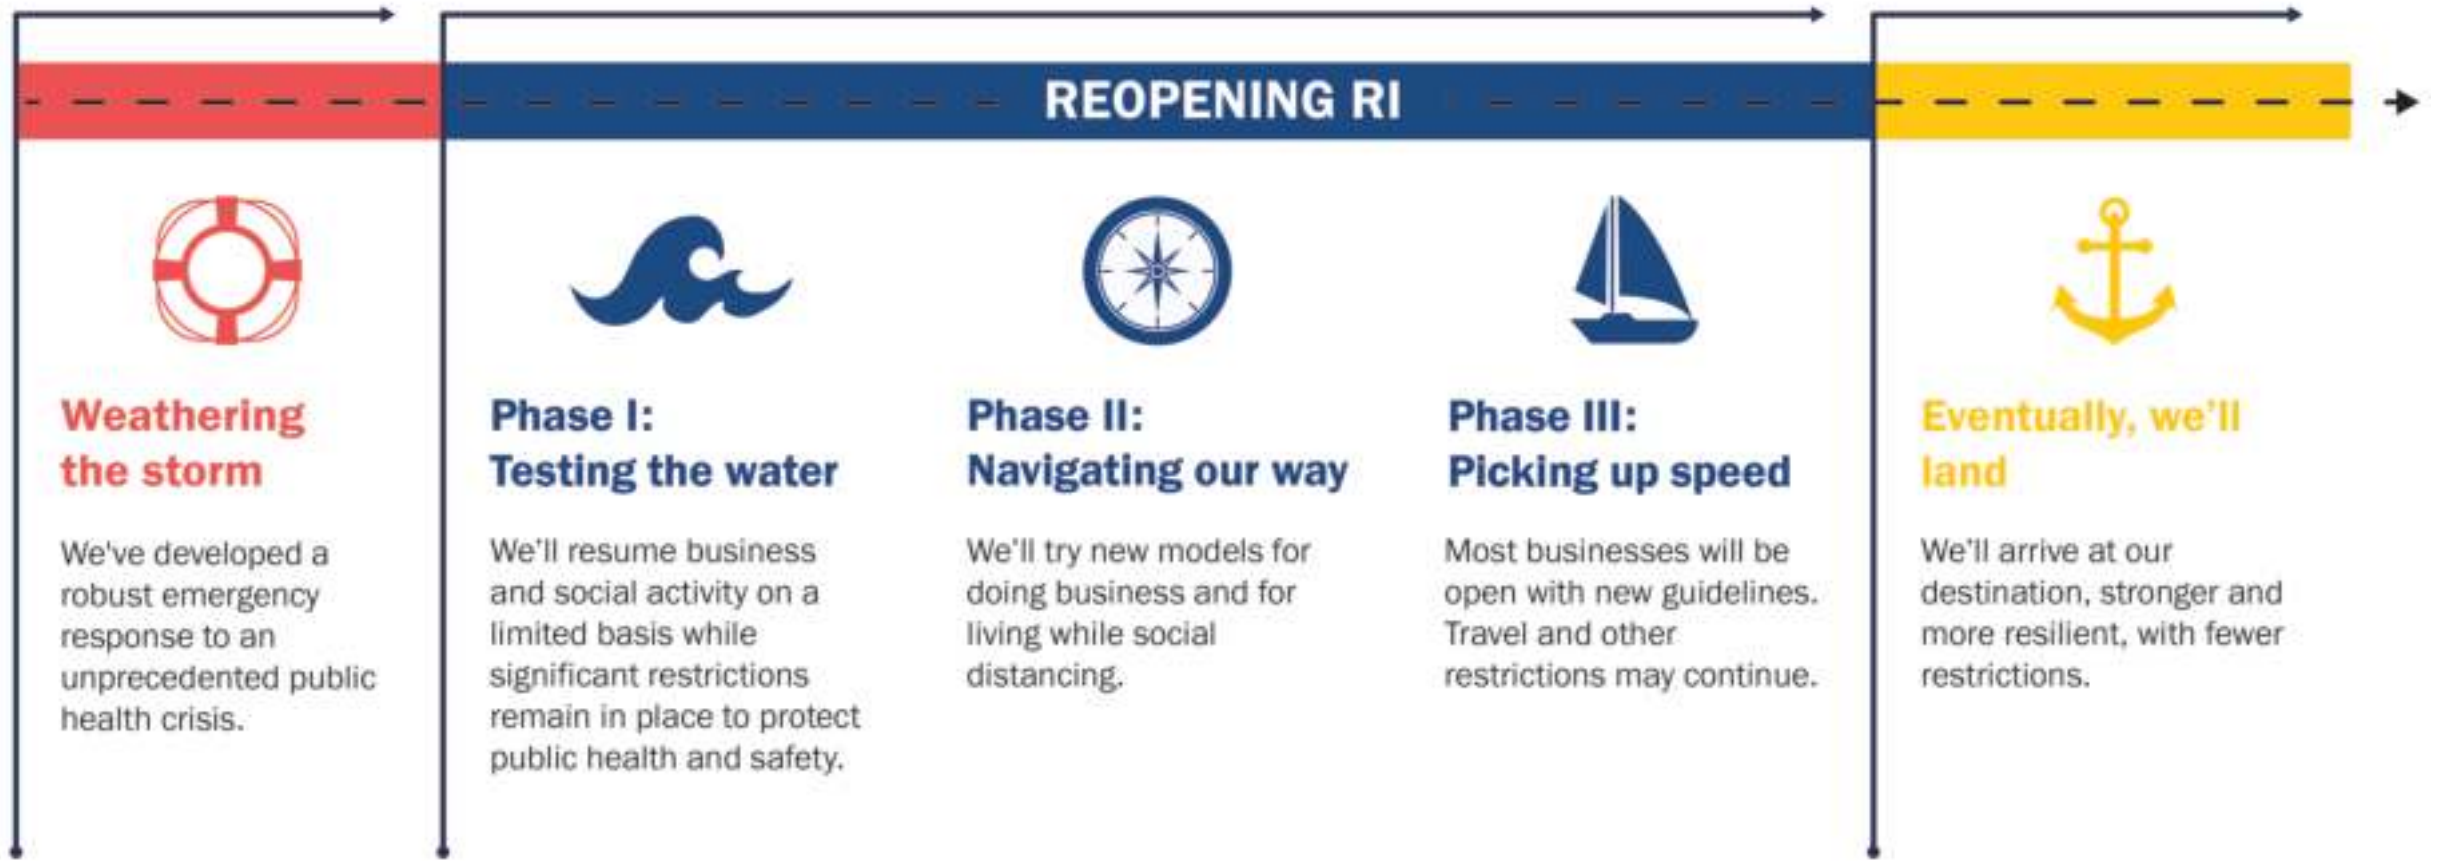 REOPENING RI
Weathering
the storm
We've developed a
robust emergency
response to an
unprecedented public
health crisis.
Phase I:
Testing the water
We'll resume business
and social activity on a
limited basis while
significant restrictions
remain in place to protect
public health and safety.
Phase II:
Navigating our way
We'll try new models for
doing business and for
living while social
distancing.
Phase III:
Picking up speed
Most businesses will be
open with new guidelines.
Travel and other
restrictions may continue.
Eventually, we'll
land
We'll arrive at our
destination, stronger and
more resilient, with fewer
restrictions.